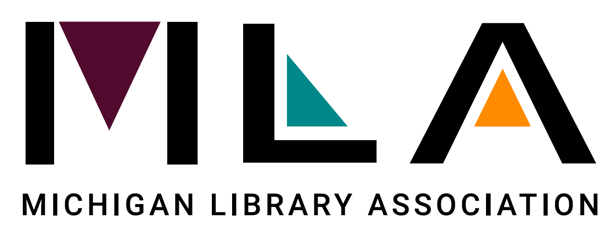 MLA
MICHIGAN LIBRARY ASSOCIATION